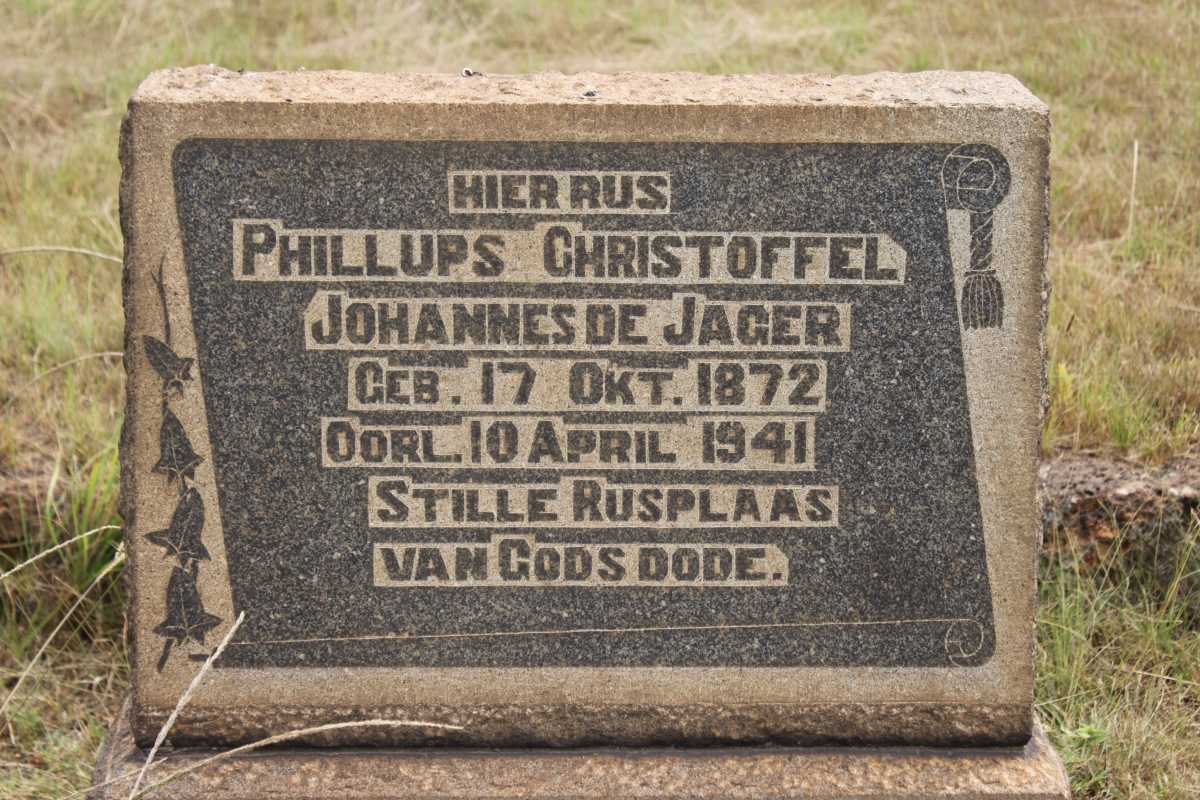 HIER RUS
PHILLUPS CHRISTOFFEL
JOHANNES DE JAGER
GEB. 17 OKT. 1872
OORL. 10 APRIL 1941
STILLE RUSPLAAS
VAN GODS DODE.